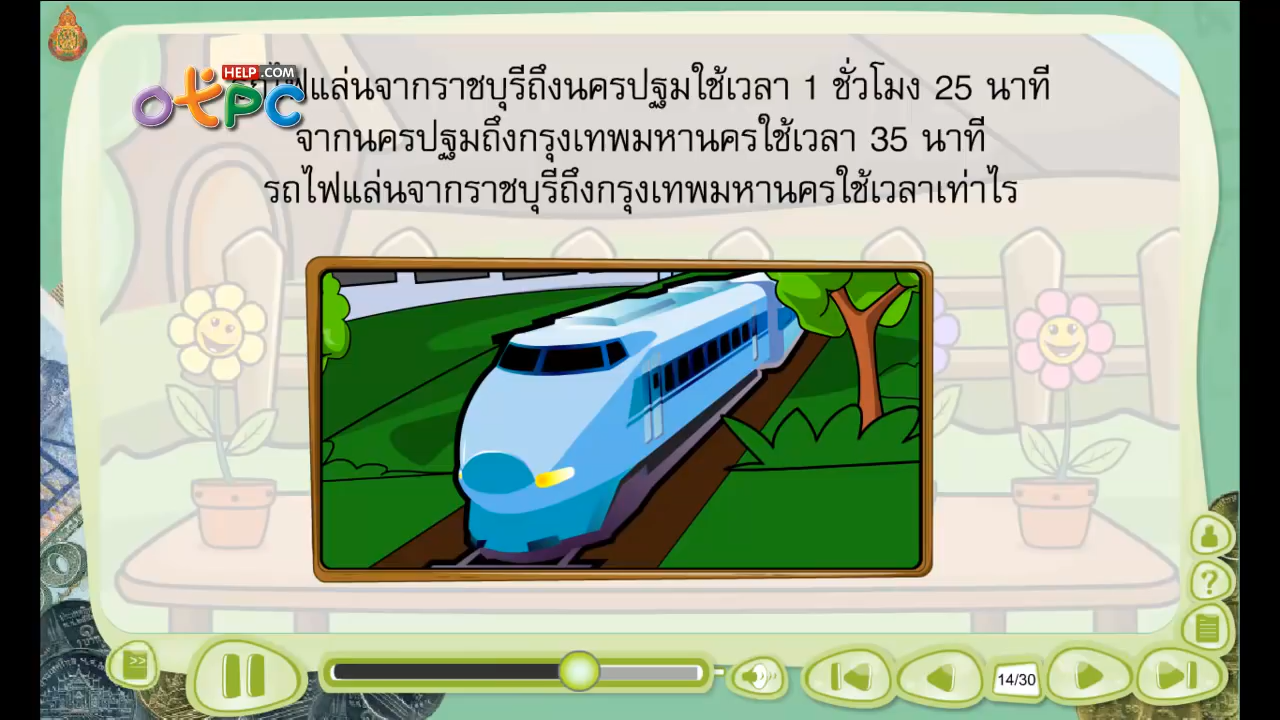 HELP.COM
OTPC
รถไฟแล่นจากราชบุรีถึงนครปฐมใช้เวลา 1 ชั่วโมง 25 นาที
จากนครปฐมถึงกรุงเทพมหานครใช้เวลา 35 นาที
รถไฟแล่นจากราชบุรีถึงกรุงเทพมหานครใช้เวลาเท่าไร
>>
?
14/30